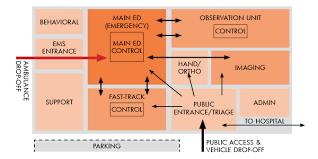 BEHAVIORAL
MAIN ED
(EMERGENCY)
OBSERVATION UNIT
CONTROL
EMS
ENTRANCE
MAIN ED
CONTROL
HAND/
ORTHO
IMAGING
AMBULANCE
DROP-OFF
SUPPORT
FAST-TRACK
CONTROL
PUBLIC
ENTRANCE/TRIAGE
ADMIN
TO HOSPITAL
PARKING
PUBLIC ACCESS &
VEHICLE DROP-OFF